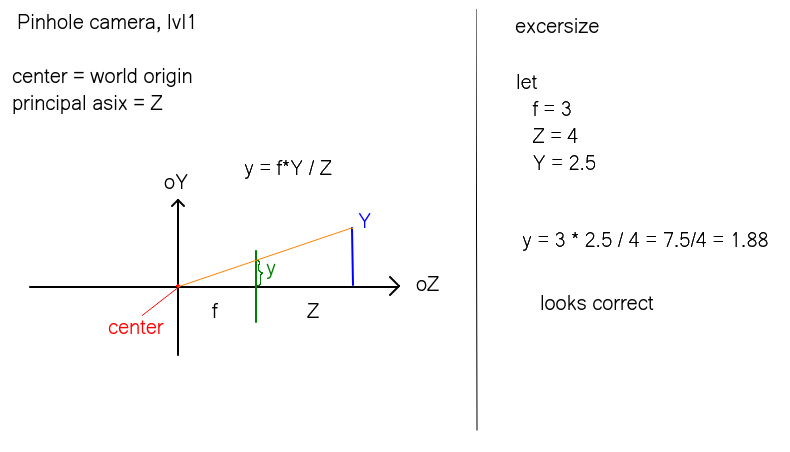 Pinhole camera, lvl1
center = world origin
principal asix = Z
y = f*Y / Z
oY
Y
y
oZ
f
Z
center
excersize
let
f = 3
Z = 4
Y = 2.5
y = 3 * 2.5 / 4 = 7.5/4 = 1.88
looks correct